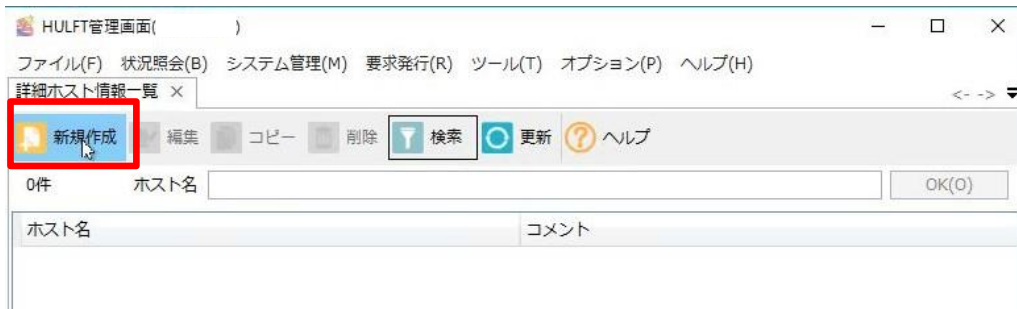 HULFT管理画面( )
ファイル(F) 状況照会(B) システム管理(M) 要求発行(R) ツール(T) オプション(P) ヘルプ(H)
詳細ホスト情報一覧 × <- ->
新規作成 編集 コピー 削除 検索 更新 ? ヘルプ
0件 ホスト名 OK(O)
ホスト名 コメント